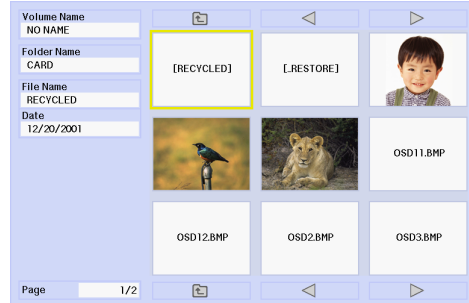 Volume Name
NO NAME
Folder Name
CARD
File Name
RECYCLED
Date
12/20/2001
[RECYCLED]
[_RESTORE]
OSD11.BMP
OSD12.BMP
OSD2.BMP
OSD3.BMP
Page 1/2